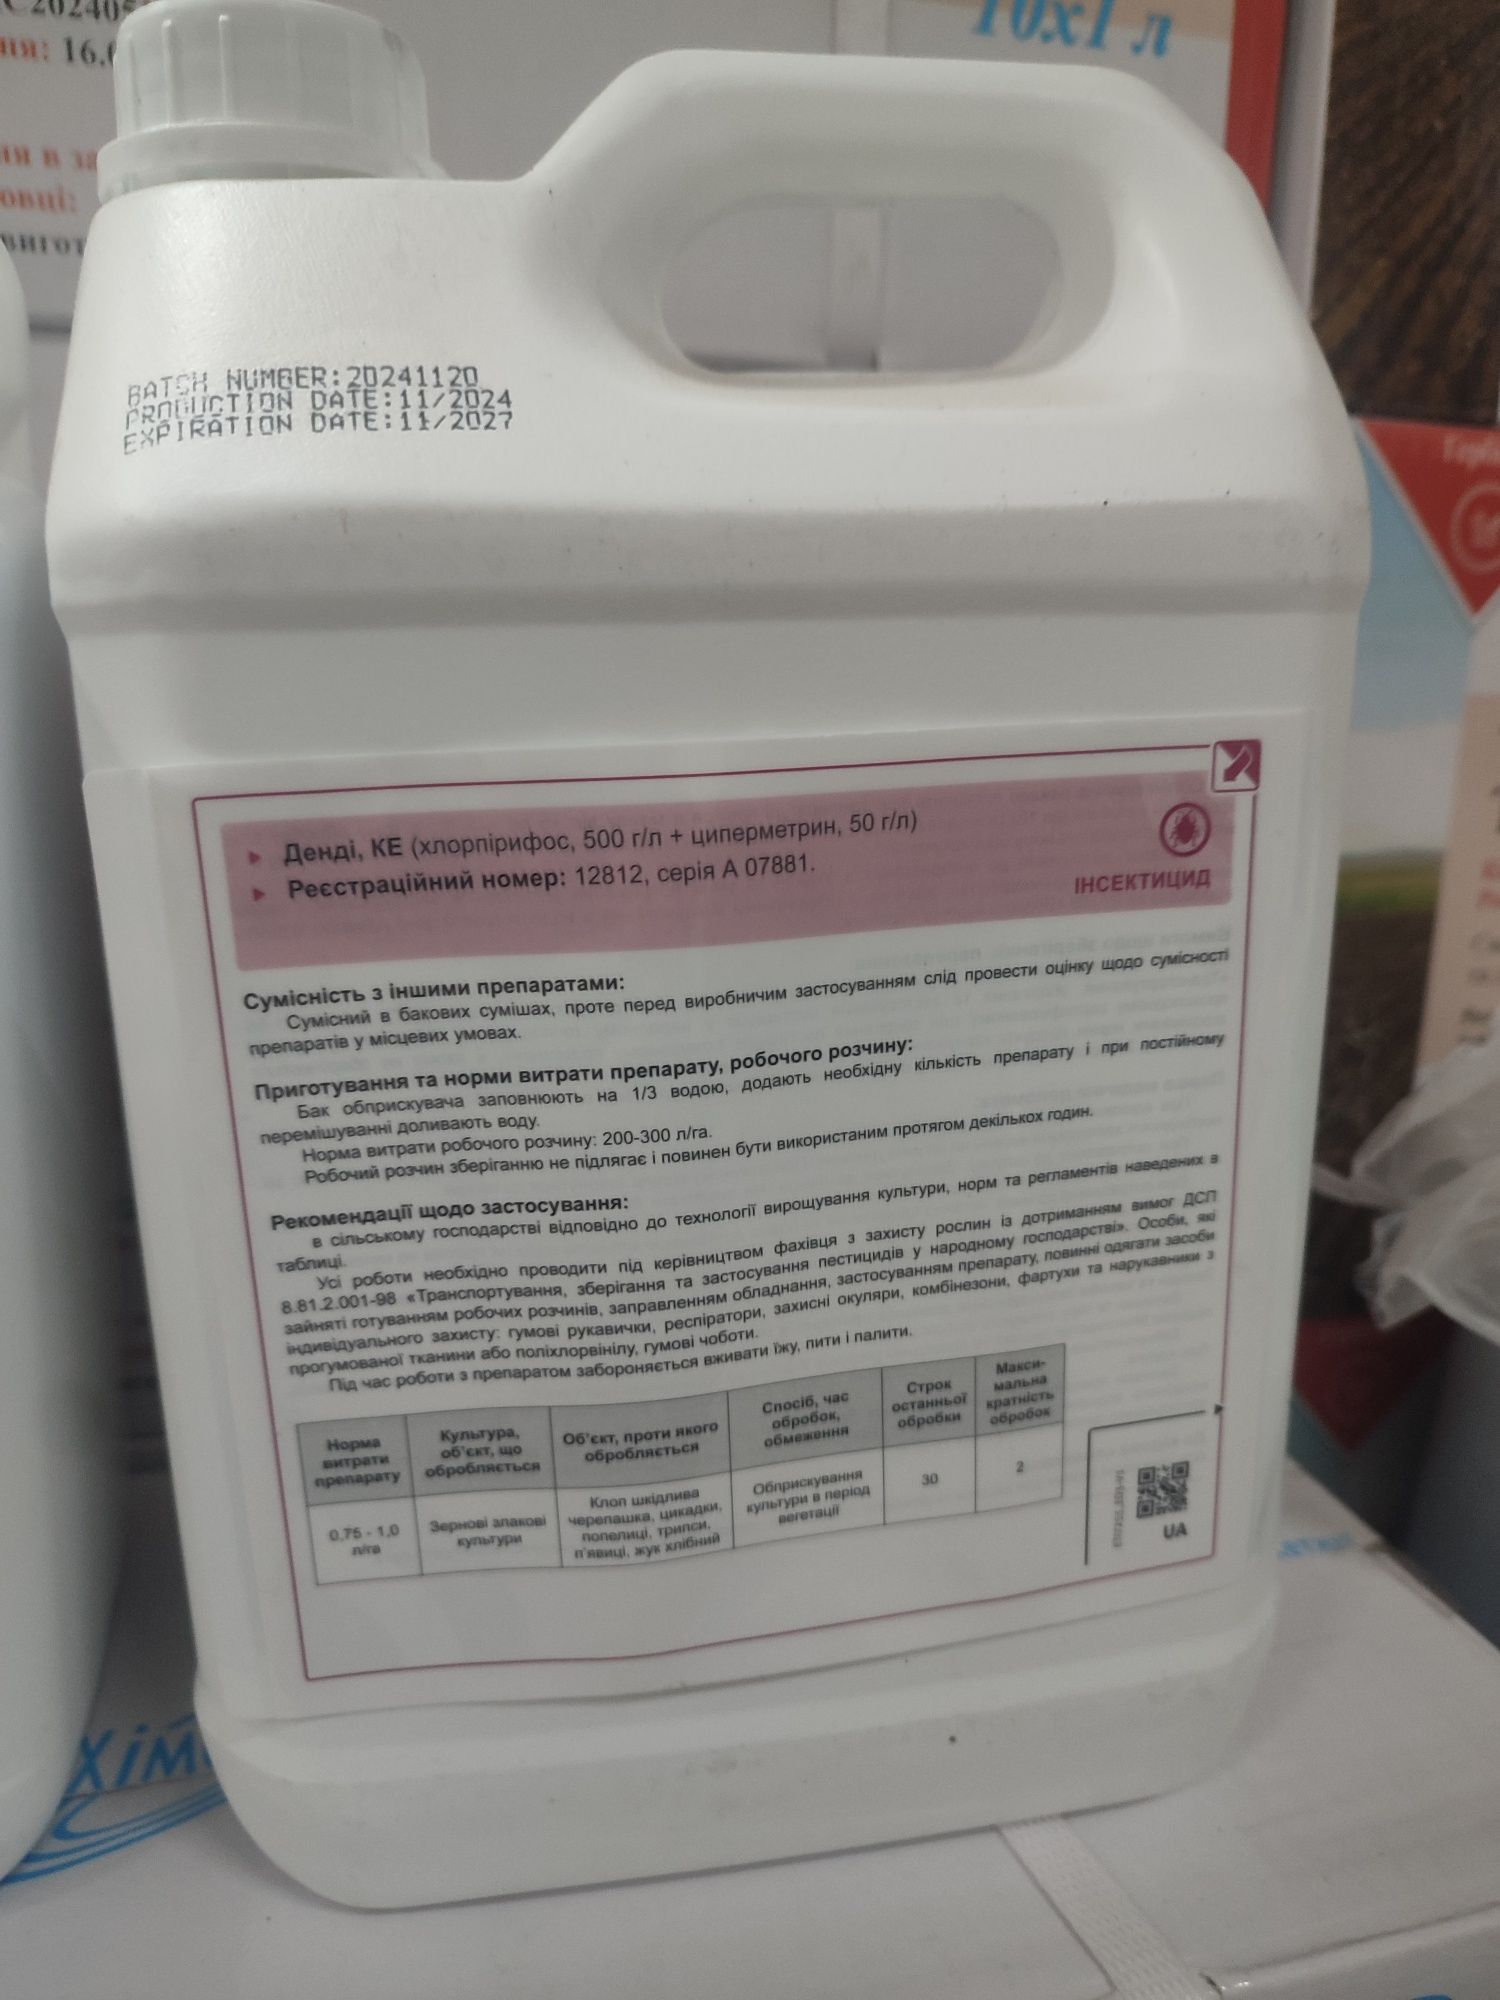 10х1 л
BATCH NUMBER:20241120
PRODUCTION DATE:11/2024
EXPIRATION DATE:11/2027
Денді, КЕ (хлорпірифос, 500 г/л + циперметрин, 50 г/л)
Реєстраційний номер: 12812, серія А 07881.
ІНСЕКТИЦИД
Сумісність з іншими препаратами:
Сумісний в бакових сумішах, проте перед виробничим застосуванням слід провести оцінку щодо сумісності
препаратів у місцевих умовах.
Приготування та норми витрати препарату, робочого розчину:
Бак обприскувача заповнюють на 1/3 водою, додають необхідну кількість препарату і при постійному
перемішуванні доливають воду.
Норма витрати робочого розчину: 200-300 л/га.
Робочий розчин зберіганню не підлягає і повинен бути використаним протягом декількох годин.
Рекомендації щодо застосування:
в сільському господарстві відповідно до технології вирощування культури, норм та регламентів наведених в
таблиці.
Усі роботи необхідно проводити під керівництвом фахівця з захисту рослин із дотриманням вимог ДСП
8.81.2.001-98 «Транспортування, зберігання та застосування пестицидів у народному господарстві». Особи, які
зайняті готуванням робочих розчинів, заправленням обладнання, застосуванням препарату, повинні одягати засоби
індивідуального захисту: гумові рукавички, респіратори, захисні окуляри, комбінезони, фартухи та нарукавники з
прогумованої тканини або поліхлорвінілу, гумові чоботи.
Під час роботи з препаратом забороняється вживати їжу, пити і палити.
Норма
витрати
препарату
Культура,
об'єкт, що
обробляється
Об'єкт, проти якого
обробляється
Спосіб, час
обробок,
обмеження
Строк
останньої
обробки
Макси-
мальна
кратність
обробок
0,75 - 1,0
л/га
Зернові злакові
культури
Клоп шкідлива
черепашка, цикадки,
попелиці, трипси,
п'явиці, жук хлібний
Обприскування
культури в період
вегетації
30
2
UA